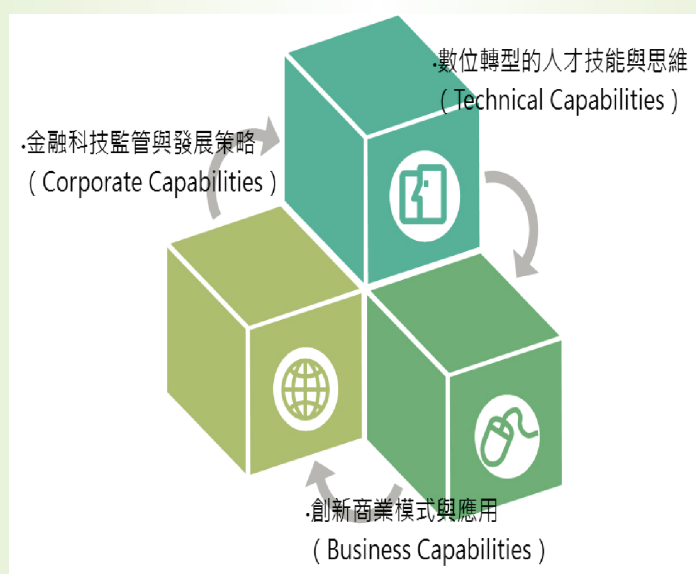 ·數位轉型的人才技能與思維
（Technical Capabilities）
·金融科技監管與發展策略
（Corporate Capabilities）
·創新商業模式與應用
（Business Capabilities）